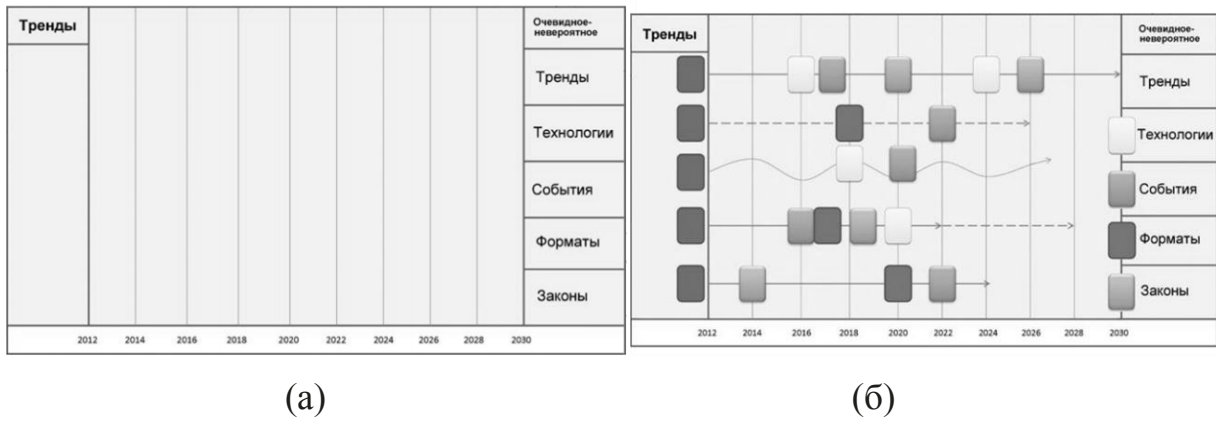 Тренды
Очевидное-
невероятное
Тренды
Технологии
События
Форматы
Законы
2012 2014 2016 2018 2020 2022 2024 2026 2028 2030
(а)
Тренды
Очевидное-
невероятное
Тренды
Технологии
События
Форматы
Законы
2012 2014 2016 2018 2020 2022 2024 2026 2028 2030
(б)